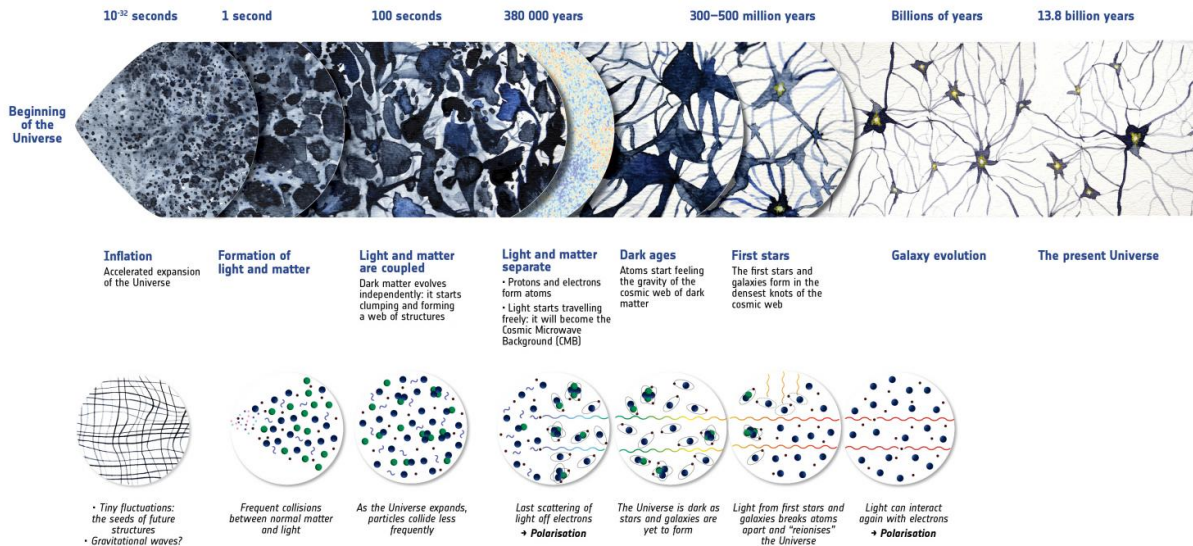 10⁻³² seconds
1 second
100 seconds
380 000 years
300–500 million years
Billions of years
13.8 billion years
Beginning
of the
Universe
Inflation
Accelerated expansion
of the Universe
Formation of
light and matter
Light and matter
are coupled
Dark matter evolves
independently: it starts
clumping and forming
a web of structures
Light and matter
separate
• Protons and electrons
form atoms
• Light starts travelling
freely: it will become the
Cosmic Microwave
Background (CMB)
Dark ages
Atoms start feeling
the gravity of the
cosmic web of dark
matter
First stars
The first stars and
galaxies form in the
densest knots of the
cosmic web
Galaxy evolution
The present Universe
• Tiny fluctuations:
the seeds of future
structures
• Gravitational waves?
Frequent collisions
between normal matter
and light
As the Universe expands,
particles collide less
frequently
Last scattering of
light off electrons
➔ Polarisation
The Universe is dark as
stars and galaxies are
yet to form
Light from first stars and
galaxies breaks atoms
apart and “reionises”
the Universe
Light can interact
again with electrons
➔ Polarisation